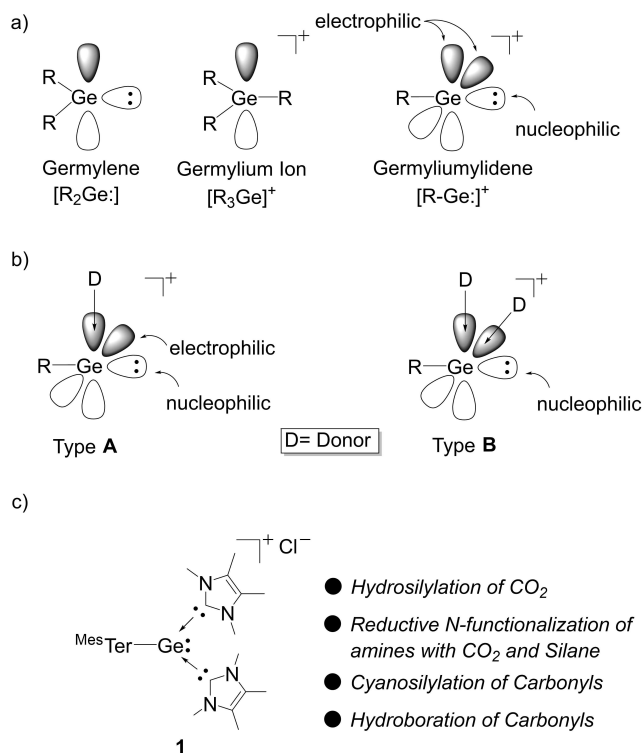 a)
electrophilic
R
Ge
R
Germylene
[R₂Ge:]
R
Ge
R
R
+
Germylium Ion
[R₃Ge]⁺
R
Ge
+
nucleophilic
Germyliumylidene
[R-Ge:]⁺
b)
D
+
R
Ge
electrophilic
nucleophilic
Type A
D= Donor
D
D
+
R
Ge
nucleophilic
Type B
c)
+ Cl⁻
N
N
MesTer
Ge
N
N
1
Hydrosilylation of CO₂
Reductive N-functionalization of
amines with CO₂ and Silane
Cyanosilylation of Carbonyls
Hydroboration of Carbonyls